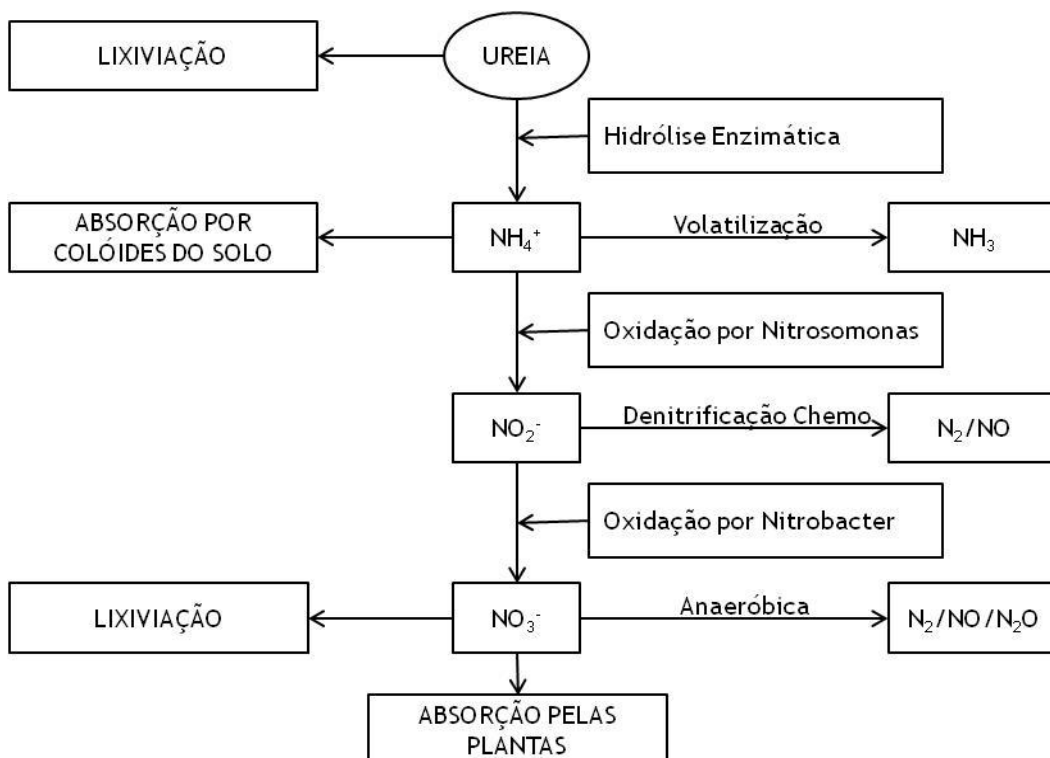 LIXIVIAÇÃO
UREIA
Hidrólise Enzimática
ABSORÇÃO POR
COLÓIDES DO SOLO
NH₄⁺
Volatilização
NH₃
Oxidação por Nitrosomonas
NO₂⁻
Denitrificação Chemo
N₂/NO
Oxidação por Nitrobacter
LIXIVIAÇÃO
NO₃⁻
Anaeróbica
N₂/NO/N₂O
ABSORÇÃO PELAS
PLANTAS